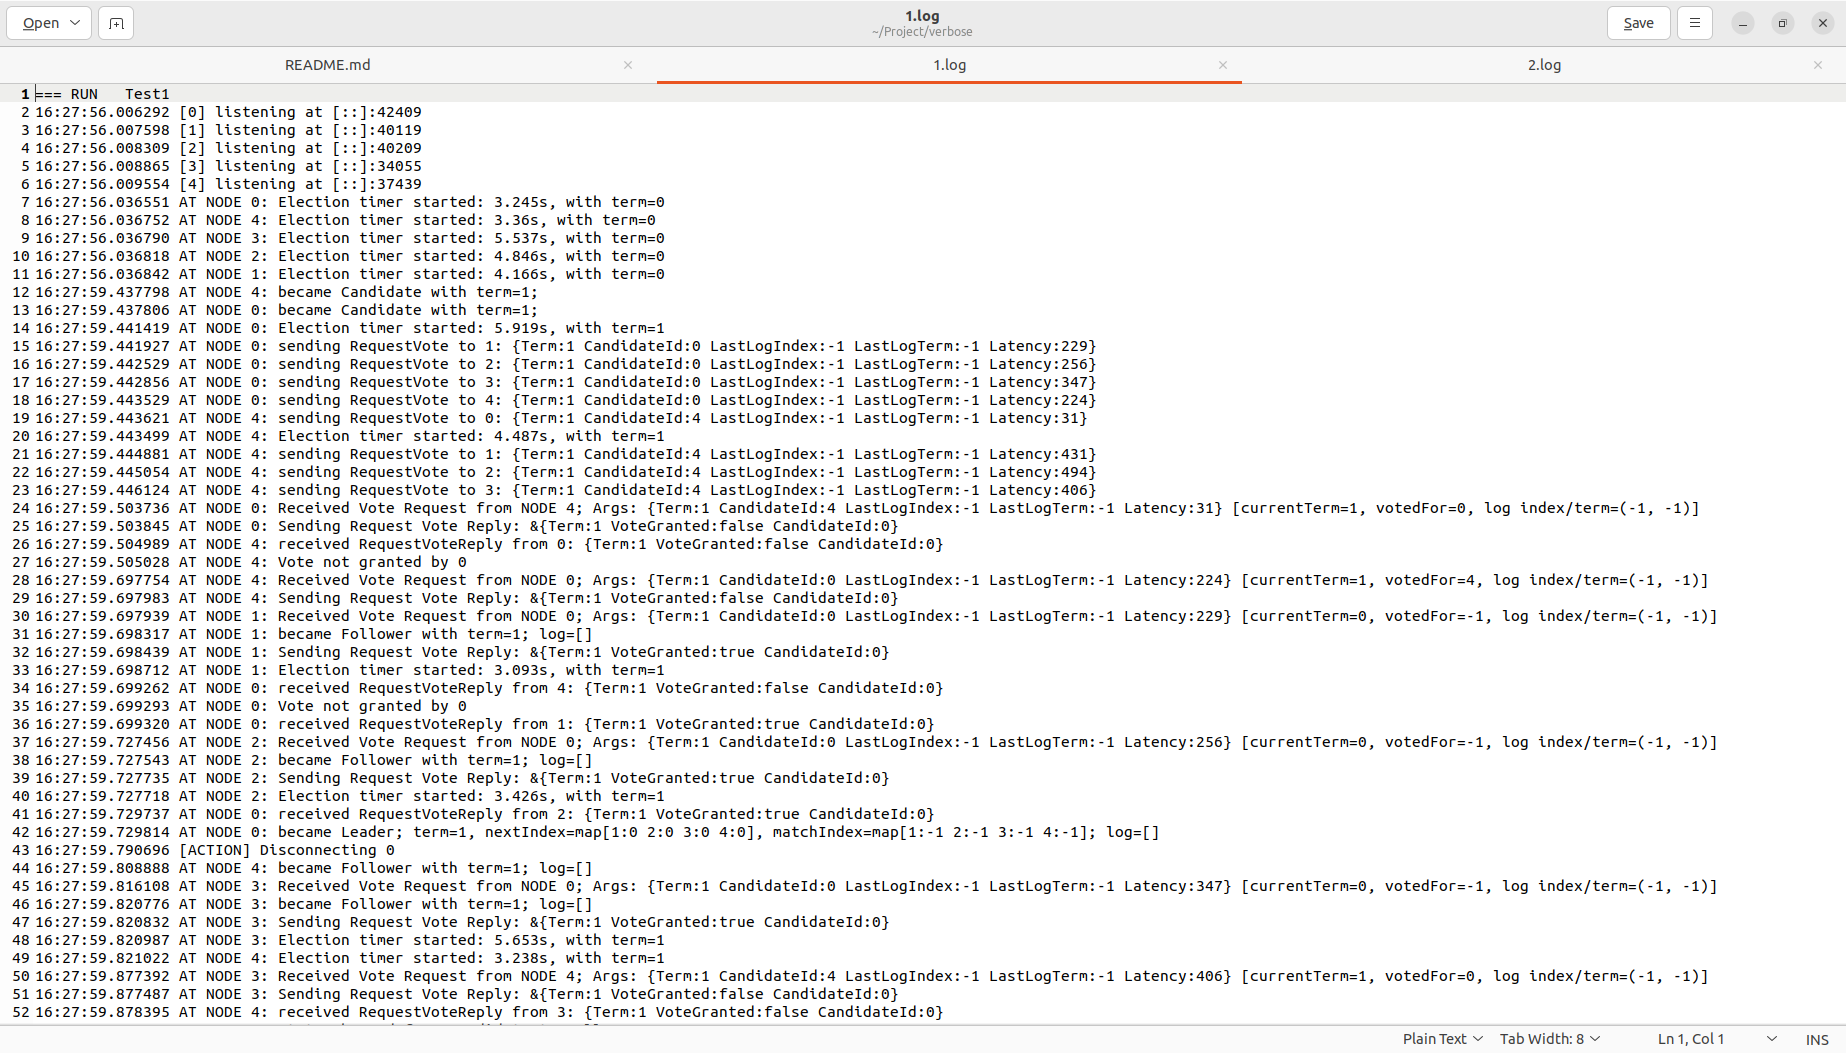 Open
1.log
~/Project/verbose
Save
README.md
1.log
2.log
1 === RUN   Test1
2 16:27:56.006292 [0] listening at [::]:42409
3 16:27:56.007598 [1] listening at [::]:40119
4 16:27:56.008309 [2] listening at [::]:40209
5 16:27:56.008865 [3] listening at [::]:34055
6 16:27:56.009554 [4] listening at [::]:37439
7 16:27:56.036551 AT NODE 0: Election timer started: 3.245s, with term=0
8 16:27:56.036752 AT NODE 4: Election timer started: 3.36s, with term=0
9 16:27:56.036790 AT NODE 3: Election timer started: 5.537s, with term=0
10 16:27:56.036818 AT NODE 2: Election timer started: 4.846s, with term=0
11 16:27:56.036842 AT NODE 1: Election timer started: 4.166s, with term=0
12 16:27:59.437798 AT NODE 4: became Candidate with term=1;
13 16:27:59.437806 AT NODE 0: became Candidate with term=1;
14 16:27:59.441419 AT NODE 0: Election timer started: 5.919s, with term=1
15 16:27:59.441927 AT NODE 0: sending RequestVote to 1: {Term:1 CandidateId:0 LastLogIndex:-1 LastLogTerm:-1 Latency:229}
16 16:27:59.442529 AT NODE 0: sending RequestVote to 2: {Term:1 CandidateId:0 LastLogIndex:-1 LastLogTerm:-1 Latency:256}
17 16:27:59.442856 AT NODE 0: sending RequestVote to 3: {Term:1 CandidateId:0 LastLogIndex:-1 LastLogTerm:-1 Latency:347}
18 16:27:59.443529 AT NODE 0: sending RequestVote to 4: {Term:1 CandidateId:0 LastLogIndex:-1 LastLogTerm:-1 Latency:224}
19 16:27:59.443621 AT NODE 4: sending RequestVote to 0: {Term:1 CandidateId:4 LastLogIndex:-1 LastLogTerm:-1 Latency:31}
20 16:27:59.443499 AT NODE 4: Election timer started: 4.487s, with term=1
21 16:27:59.444881 AT NODE 4: sending RequestVote to 1: {Term:1 CandidateId:4 LastLogIndex:-1 LastLogTerm:-1 Latency:431}
22 16:27:59.445054 AT NODE 4: sending RequestVote to 2: {Term:1 CandidateId:4 LastLogIndex:-1 LastLogTerm:-1 Latency:494}
23 16:27:59.446124 AT NODE 4: sending RequestVote to 3: {Term:1 CandidateId:4 LastLogIndex:-1 LastLogTerm:-1 Latency:406}
24 16:27:59.503736 AT NODE 0: Received Vote Request from NODE 4; Args: {Term:1 CandidateId:4 LastLogIndex:-1 LastLogTerm:-1 Latency:31} [currentTerm=1, votedFor=0, log index/term=(-1, -1)]
25 16:27:59.503845 AT NODE 0: Sending Request Vote Reply: &{Term:1 VoteGranted:false CandidateId:0}
26 16:27:59.504989 AT NODE 4: received RequestVoteReply from 0: {Term:1 VoteGranted:false CandidateId:0}
27 16:27:59.505028 AT NODE 4: Vote not granted by 0
28 16:27:59.697754 AT NODE 4: Received Vote Request from NODE 0; Args: {Term:1 CandidateId:0 LastLogIndex:-1 LastLogTerm:-1 Latency:224} [currentTerm=1, votedFor=4, log index/term=(-1, -1)]
29 16:27:59.697983 AT NODE 4: Sending Request Vote Reply: &{Term:1 VoteGranted:false CandidateId:0}
30 16:27:59.697939 AT NODE 1: Received Vote Request from NODE 0; Args: {Term:1 CandidateId:0 LastLogIndex:-1 LastLogTerm:-1 Latency:229} [currentTerm=0, votedFor=-1, log index/term=(-1, -1)]
31 16:27:59.698317 AT NODE 1: became Follower with term=1; log=[]
32 16:27:59.698439 AT NODE 1: Sending Request Vote Reply: &{Term:1 VoteGranted:true CandidateId:0}
33 16:27:59.698712 AT NODE 1: Election timer started: 3.093s, with term=1
34 16:27:59.699262 AT NODE 0: received RequestVoteReply from 4: {Term:1 VoteGranted:false CandidateId:0}
35 16:27:59.699293 AT NODE 0: Vote not granted by 0
36 16:27:59.699320 AT NODE 0: received RequestVoteReply from 1: {Term:1 VoteGranted:true CandidateId:0}
37 16:27:59.727456 AT NODE 2: Received Vote Request from NODE 0; Args: {Term:1 CandidateId:0 LastLogIndex:-1 LastLogTerm:-1 Latency:256} [currentTerm=0, votedFor=-1, log index/term=(-1, -1)]
38 16:27:59.727543 AT NODE 2: became Follower with term=1; log=[]
39 16:27:59.727735 AT NODE 2: Sending Request Vote Reply: &{Term:1 VoteGranted:true CandidateId:0}
40 16:27:59.727718 AT NODE 2: Election timer started: 3.426s, with term=1
41 16:27:59.729737 AT NODE 0: received RequestVoteReply from 2: {Term:1 VoteGranted:true CandidateId:0}
42 16:27:59.729814 AT NODE 0: became Leader; term=1, nextIndex=map[1:0 2:0 3:0 4:0], matchIndex=map[1:-1 2:-1 3:-1 4:-1]; log=[]
43 16:27:59.790696 [ACTION] Disconnecting 0
44 16:27:59.808888 AT NODE 4: became Follower with term=1; log=[]
45 16:27:59.816108 AT NODE 3: Received Vote Request from NODE 0; Args: {Term:1 CandidateId:0 LastLogIndex:-1 LastLogTerm:-1 Latency:347} [currentTerm=0, votedFor=-1, log index/term=(-1, -1)]
46 16:27:59.820776 AT NODE 3: became Follower with term=1; log=[]
47 16:27:59.820832 AT NODE 3: Sending Request Vote Reply: &{Term:1 VoteGranted:true CandidateId:0}
48 16:27:59.820987 AT NODE 3: Election timer started: 5.653s, with term=1
49 16:27:59.821022 AT NODE 4: Election timer started: 3.238s, with term=1
50 16:27:59.877392 AT NODE 3: Received Vote Request from NODE 4; Args: {Term:1 CandidateId:4 LastLogIndex:-1 LastLogTerm:-1 Latency:406} [currentTerm=1, votedFor=0, log index/term=(-1, -1)]
51 16:27:59.877487 AT NODE 3: Sending Request Vote Reply: &{Term:1 VoteGranted:false CandidateId:0}
52 16:27:59.878395 AT NODE 4: received RequestVoteReply from 3: {Term:1 VoteGranted:false CandidateId:0}
Plain Text
Tab Width: 8
Ln 1, Col 1
INS